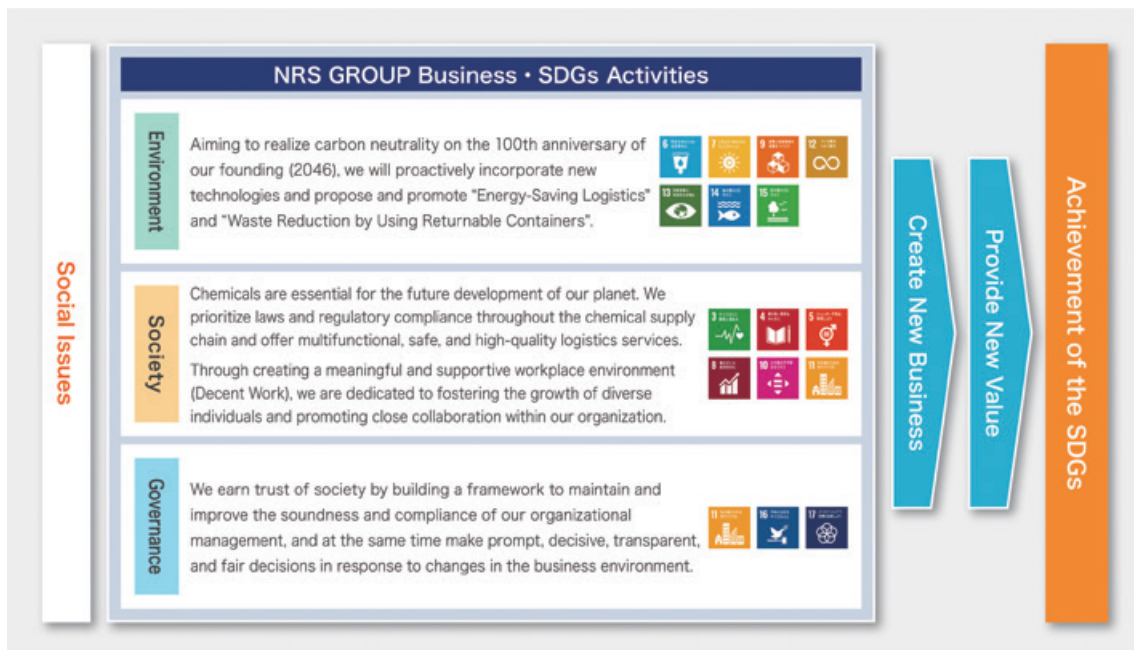 Social Issues
NRS GROUP Business・SDGs Activities
Environment
Aiming to realize carbon neutrality on the 100th anniversary of
our founding (2046), we will proactively incorporate new
technologies and propose and promote "Energy-Saving Logistics"
and "Waste Reduction by Using Returnable Containers".
6
7
9
12
13
14
15
Society
Chemicals are essential for the future development of our planet. We
prioritize laws and regulatory compliance throughout the chemical supply
chain and offer multifunctional, safe, and high-quality logistics services.
Through creating a meaningful and supportive workplace environment
(Decent Work), we are dedicated to fostering the growth of diverse
individuals and promoting close collaboration within our organization.
3
4
5
8
10
11
Governance
We earn trust of society by building a framework to maintain and
improve the soundness and compliance of our organizational
management, and at the same time make prompt, decisive, transparent,
and fair decisions in response to changes in the business environment.
11
16
17
Create New Business
Provide New Value
Achievement of the SDGs